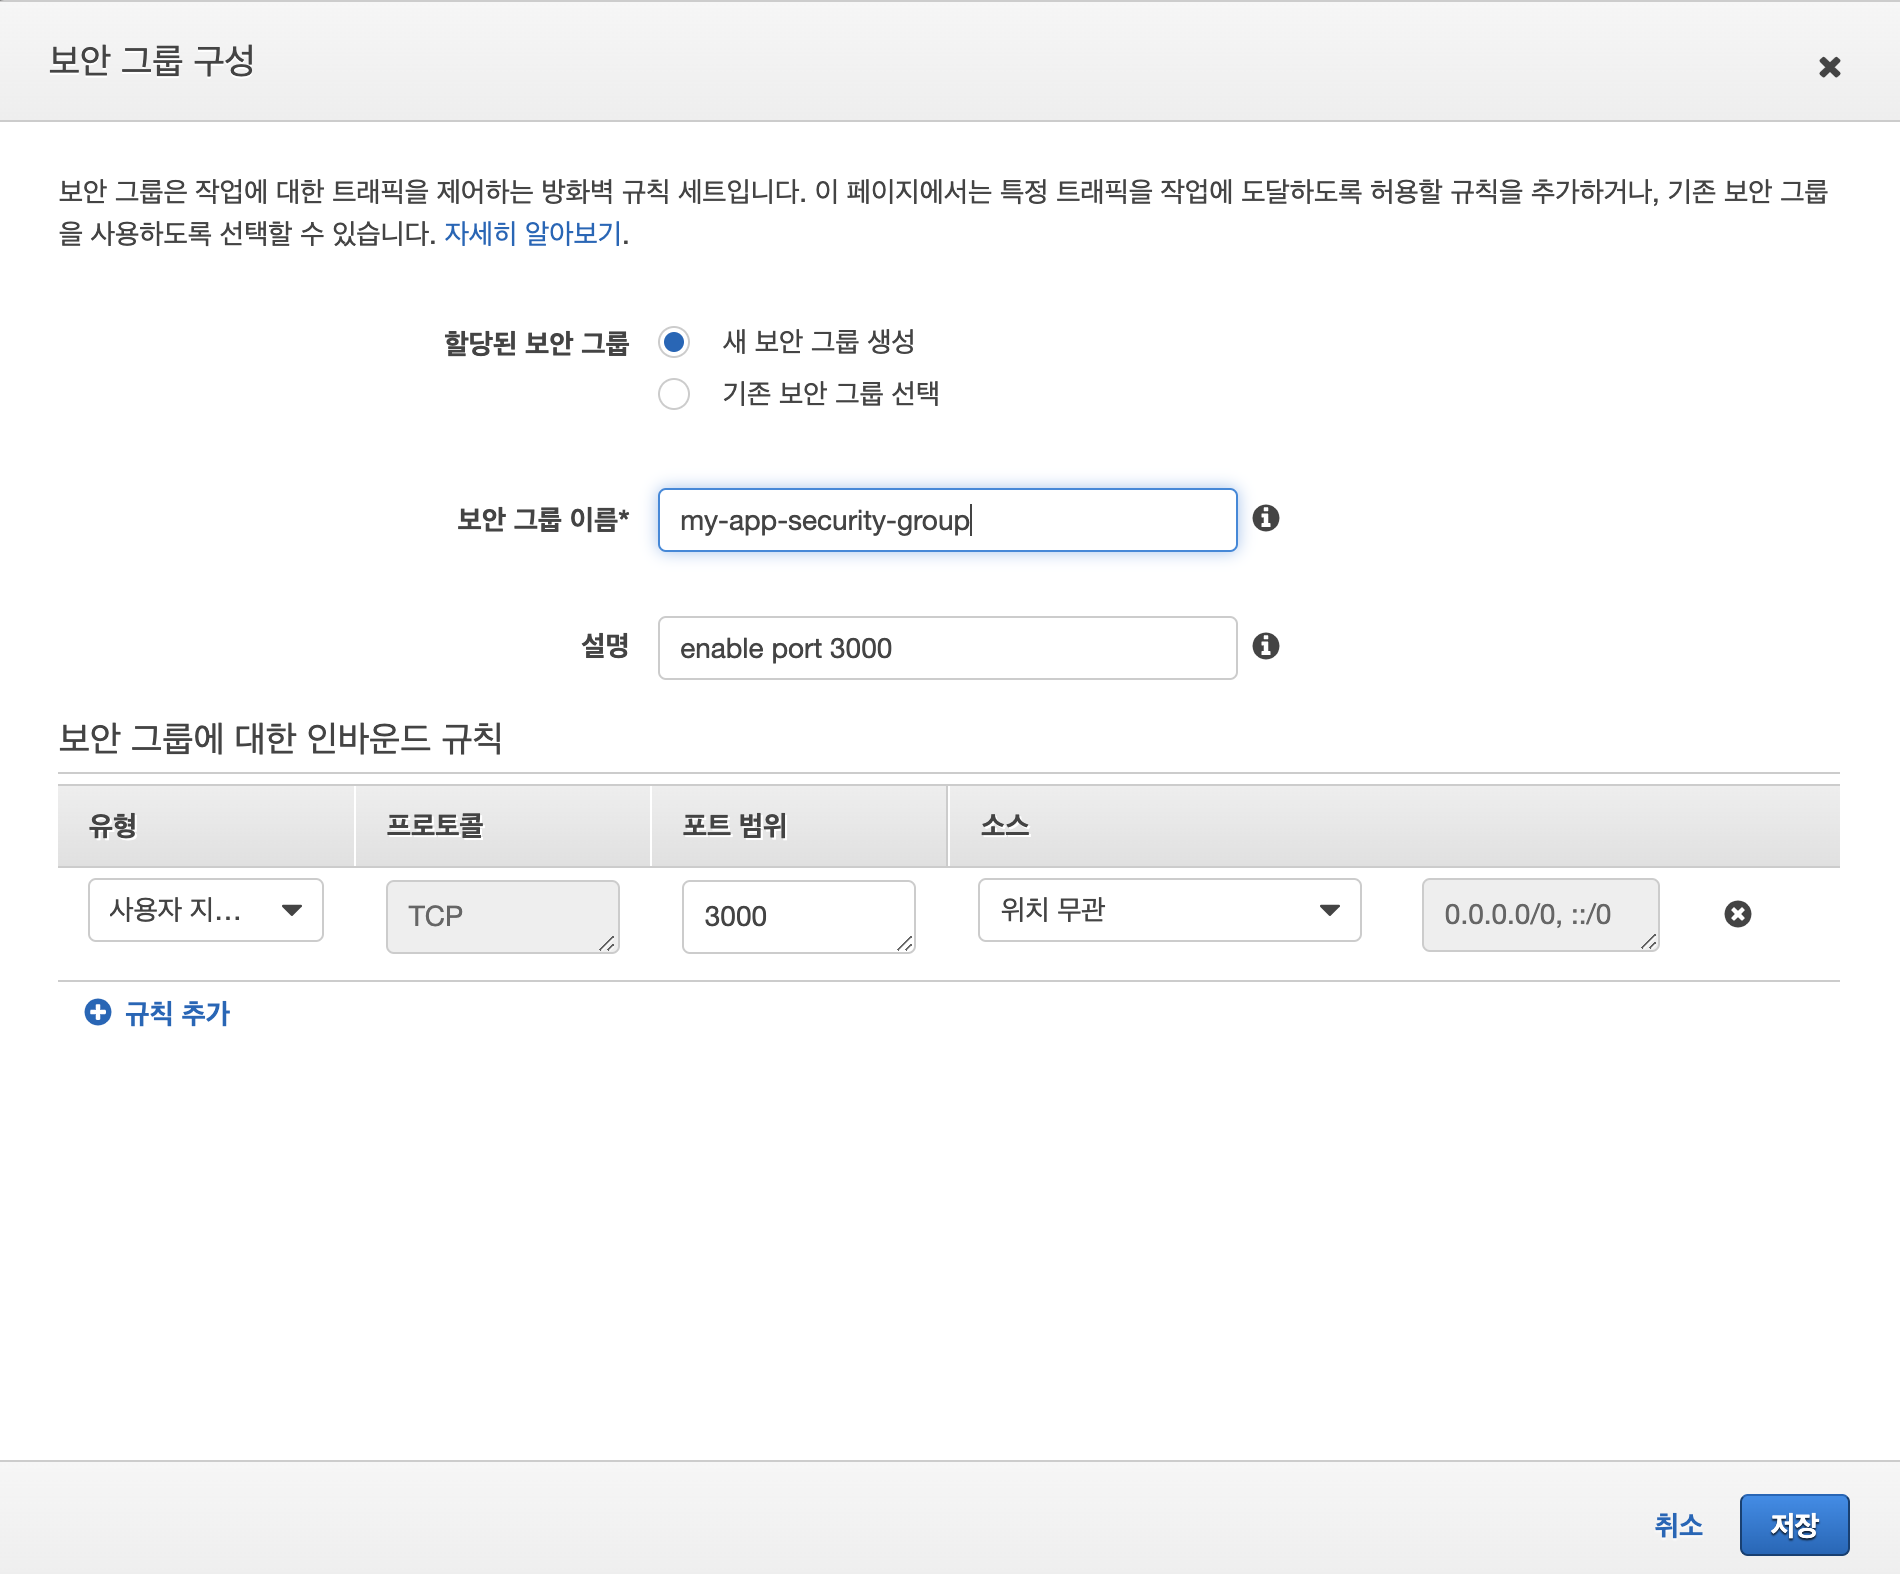 보안 그룹 구성
보안 그룹은 작업에 대한 트래픽을 제어하는 방화벽 규칙 세트입니다. 이 페이지에서는 특정 트래픽을 작업에 도달하도록 허용할 규칙을 추가하거나, 기존 보안 그룹
을 사용하도록 선택할 수 있습니다. 자세히 알아보기.
할당된 보안 그룹 새 보안 그룹 생성
기존 보안 그룹 선택
보안 그룹 이름* my-app-security-group
설명 enable port 3000
보안 그룹에 대한 인바운드 규칙
유형 프로토콜 포트 범위 소스
사용자 지... TCP 3000 위치 무관 0.0.0.0/0, ::/0
규칙 추가
취소 저장